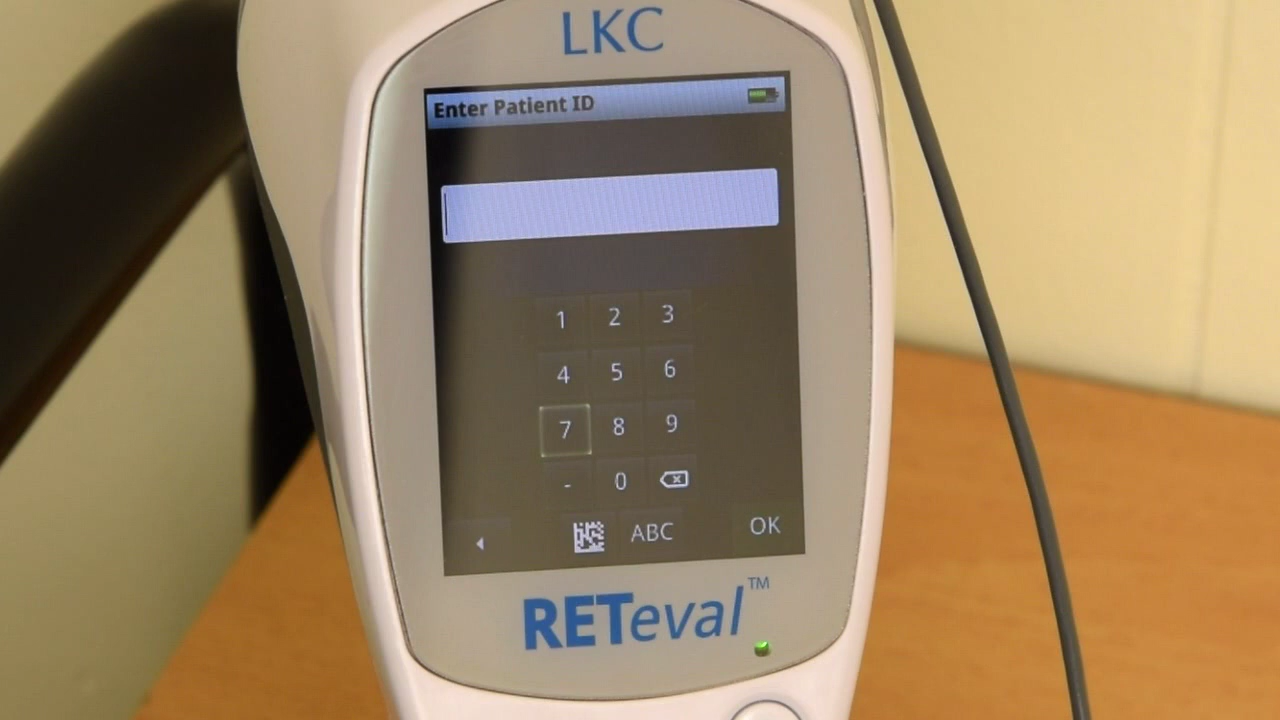 LKC
Enter Patient ID
1 2 3
4 5 6
7 8 9
- 0
ABC OK
RETeval™